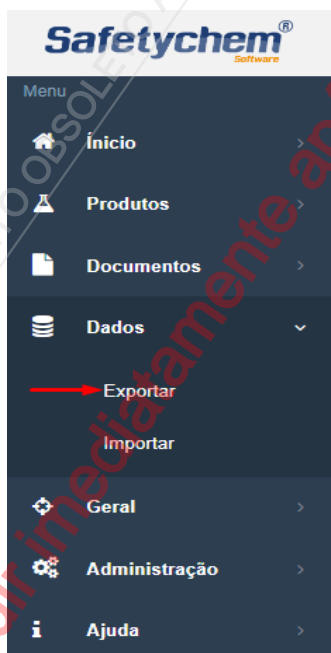 Safetychem®
Software
Menu
Ínicio
Produtos
Documentos
Dados
Exportar
Importar
Geral
Administração
Ajuda